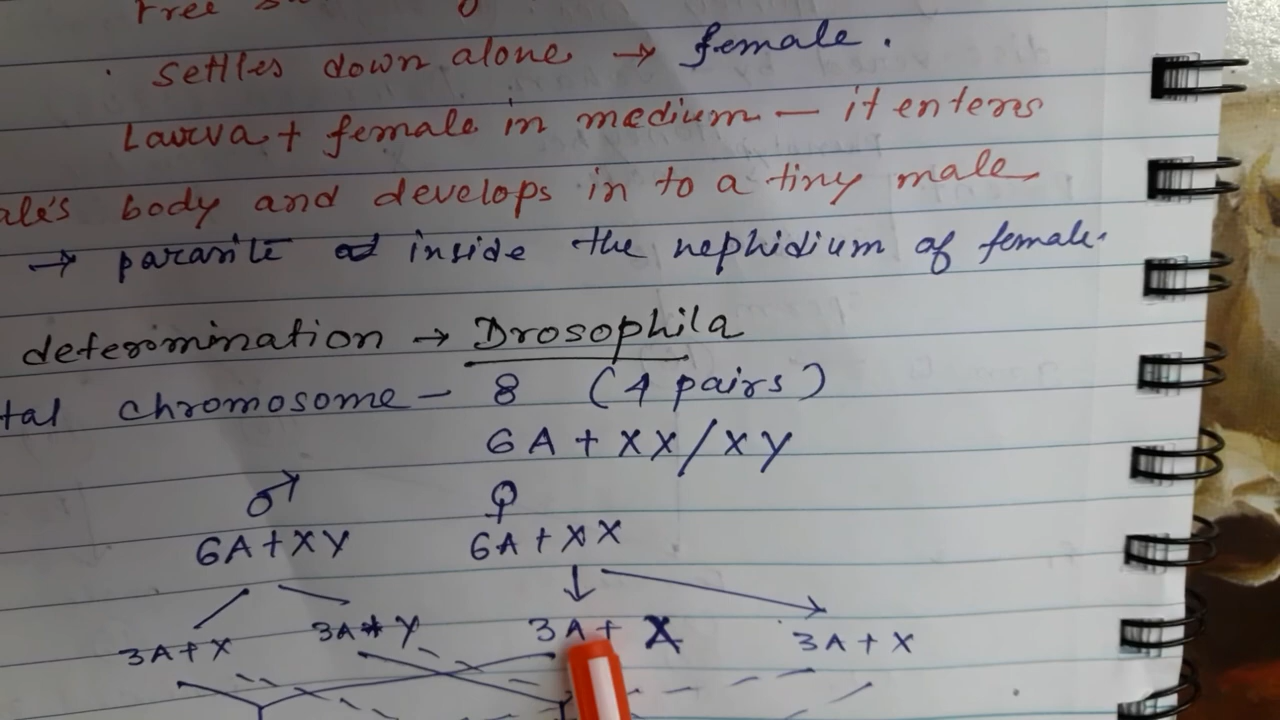 settles down alone → female.
Larva + female in medium — it enters
ale's body and develops in to a tiny male
→ parasite inside the nephidium of female.
determination → Drosophila
tal chromosome - 8 (4 pairs)
6A + XX/XY
♂ ♀
6A+XY 6A+XX
3A+X 3A+Y 3A+ X 3A+X